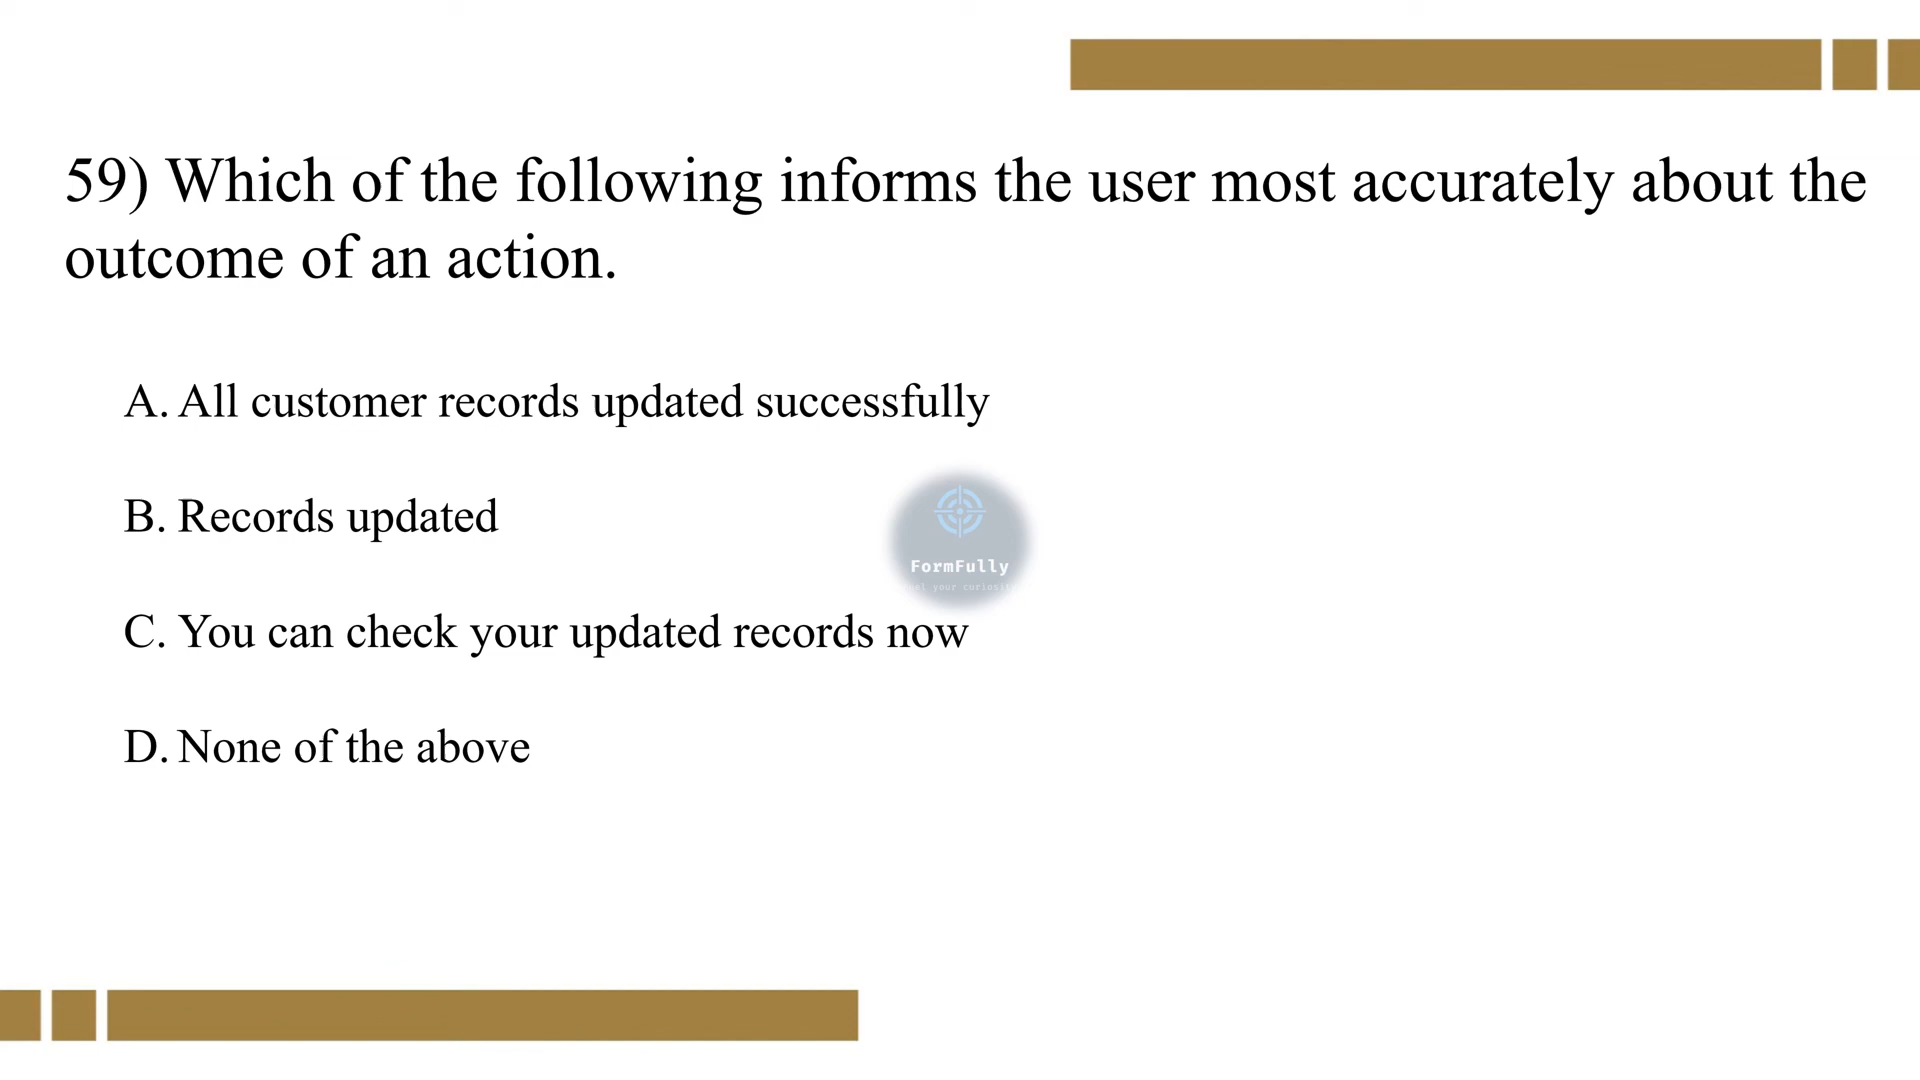 59) Which of the following informs the user most accurately about the
outcome of an action.
A. All customer records updated successfully
B. Records updated
FormFully
C. You can check your updated records now
D. None of the above